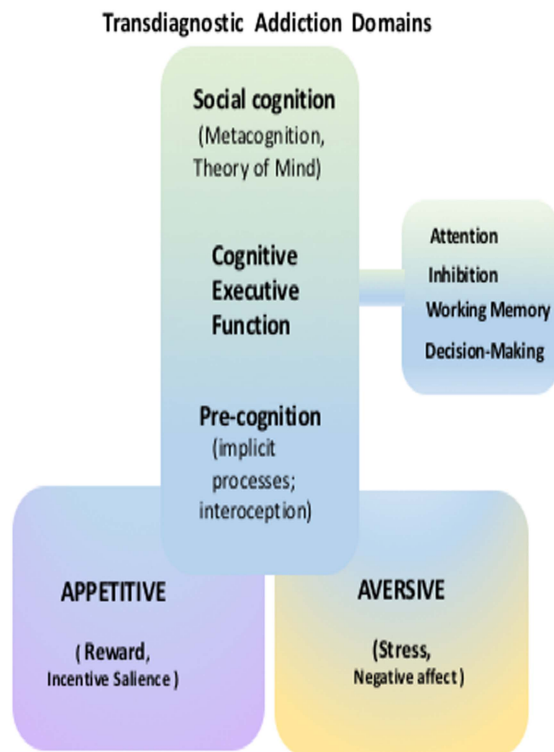 Transdiagnostic Addiction Domains
Social cognition
(Metacognition,
Theory of Mind)
Cognitive
Executive
Function
Attention
Inhibition
Working Memory
Decision-Making
Pre-cognition
(implicit
processes;
interoception)
APPETITIVE
( Reward,
Incentive Salience )
AVERSIVE
(Stress,
Negative affect )